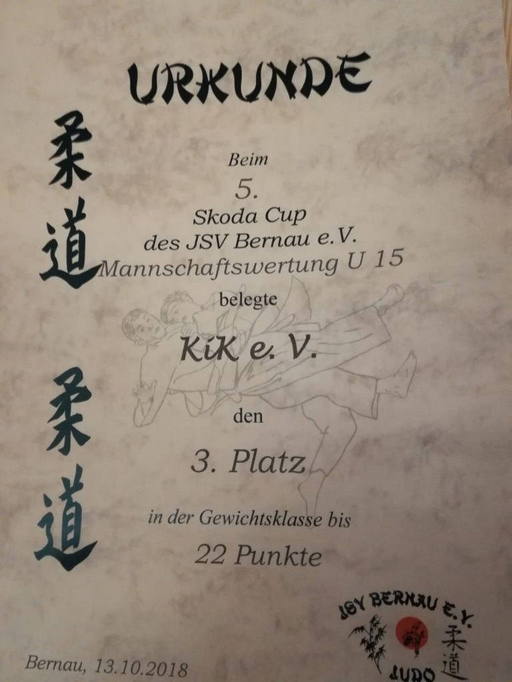 URKUNDE
柔道
Beim
5.
Skoda Cup
des JSV Bernau e.V.
Mannschaftswertung U 15
belegte
KiK e. V.
den
柔道
3. Platz
in der Gewichtsklasse bis
22 Punkte
JSV BERNAU E.V.
柔道
JUDO
Bernau, 13.10.2018